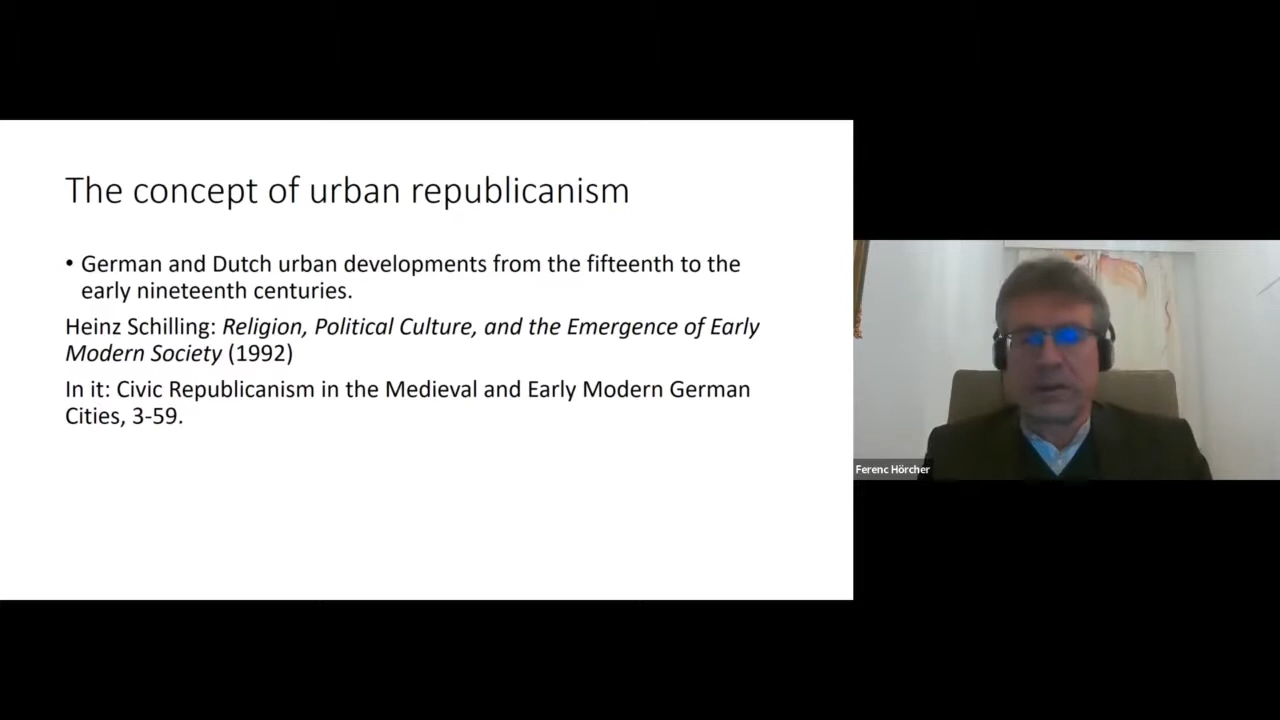 The concept of urban republicanism
• German and Dutch urban developments from the fifteenth to the
early nineteenth centuries.
Heinz Schilling: Religion, Political Culture, and the Emergence of Early
Modern Society (1992)
In it: Civic Republicanism in the Medieval and Early Modern German
Cities, 3-59.
Ferenc Hörcher